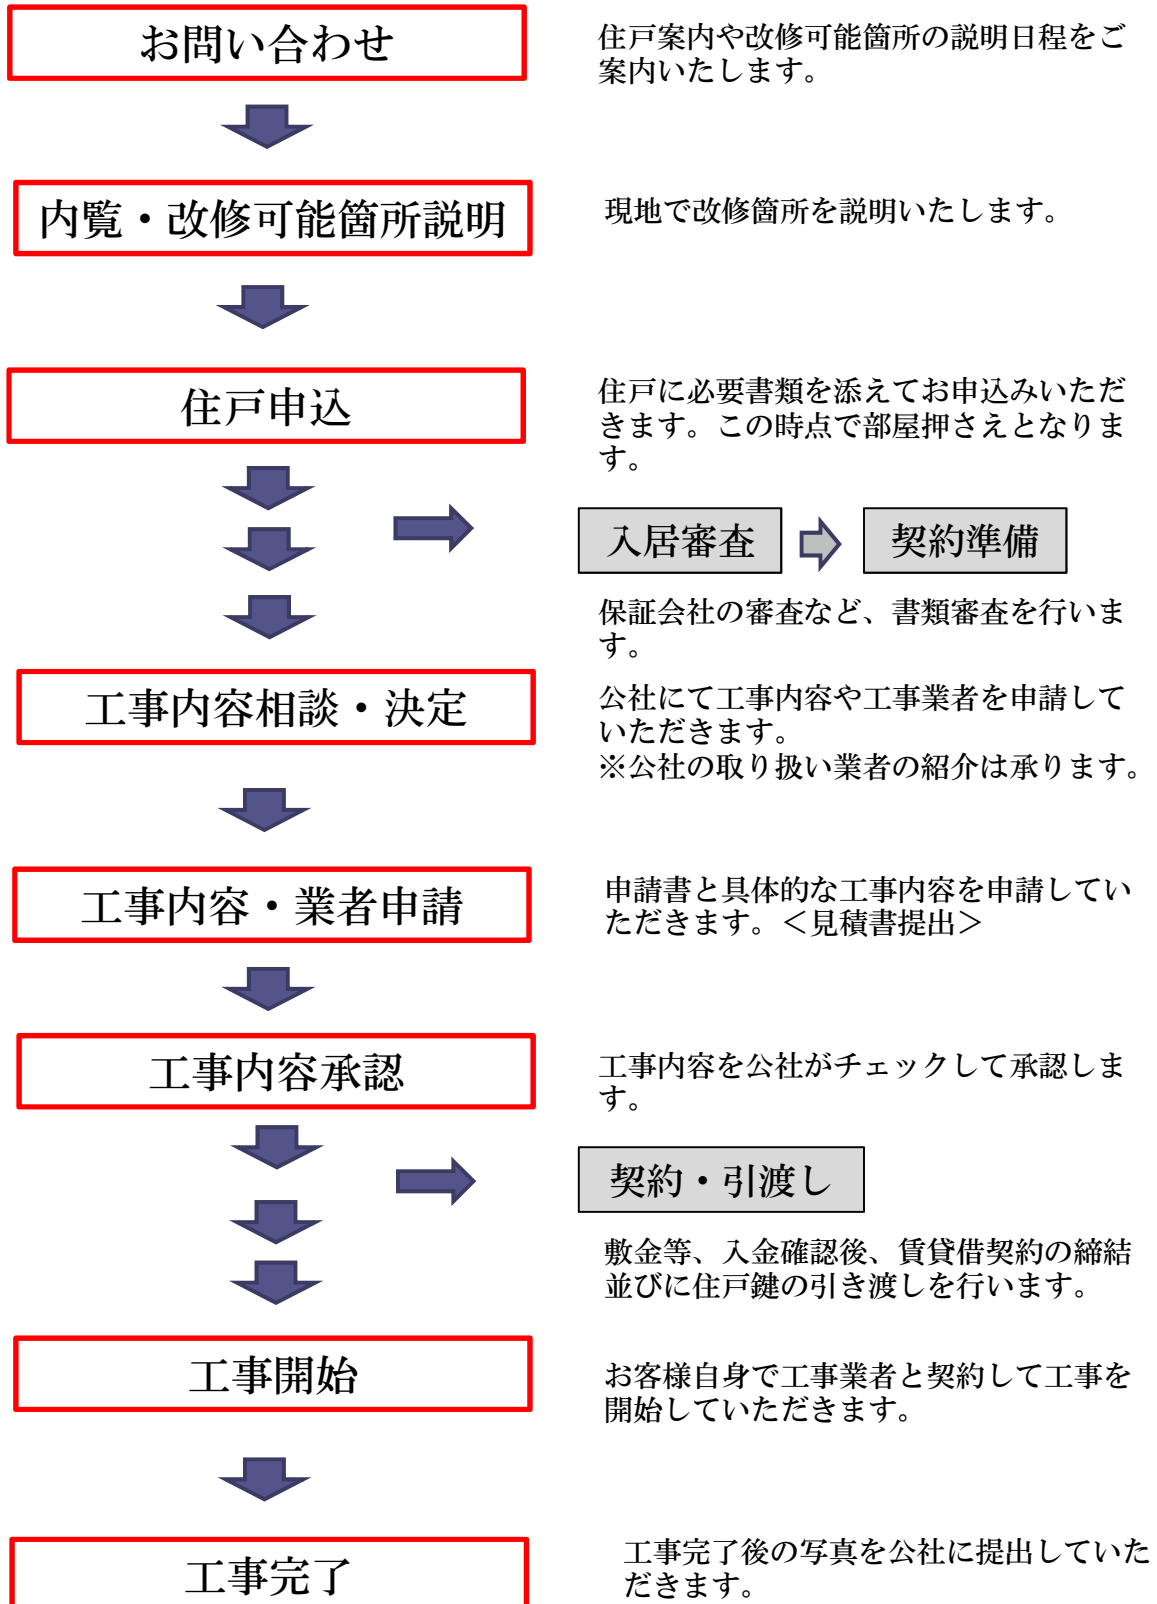 お問い合わせ
住戸案内や改修可能箇所の説明日程をご
案内いたします。
内覧・改修可能箇所説明
現地で改修箇所を説明いたします。
住戸申込
住戸に必要書類を添えてお申込みいただ
きます。この時点で部屋押さえとなりま
す。
入居審査
契約準備
保証会社の審査など、書類審査を行いま
す。
工事内容相談・決定
公社にて工事内容や工事業者を申請して
いただきます。
※公社の取り扱い業者の紹介は承ります。
工事内容・業者申請
申請書と具体的な工事内容を申請してい
ただきます。＜見積書提出＞
工事内容承認
工事内容を公社がチェックして承認しま
す。
契約・引渡し
敷金等、入金確認後、賃貸借契約の締結
並びに住戸鍵の引き渡しを行います。
工事開始
お客様自身で工事業者と契約して工事を
開始していただきます。
工事完了
工事完了後の写真を公社に提出していた
だきます。